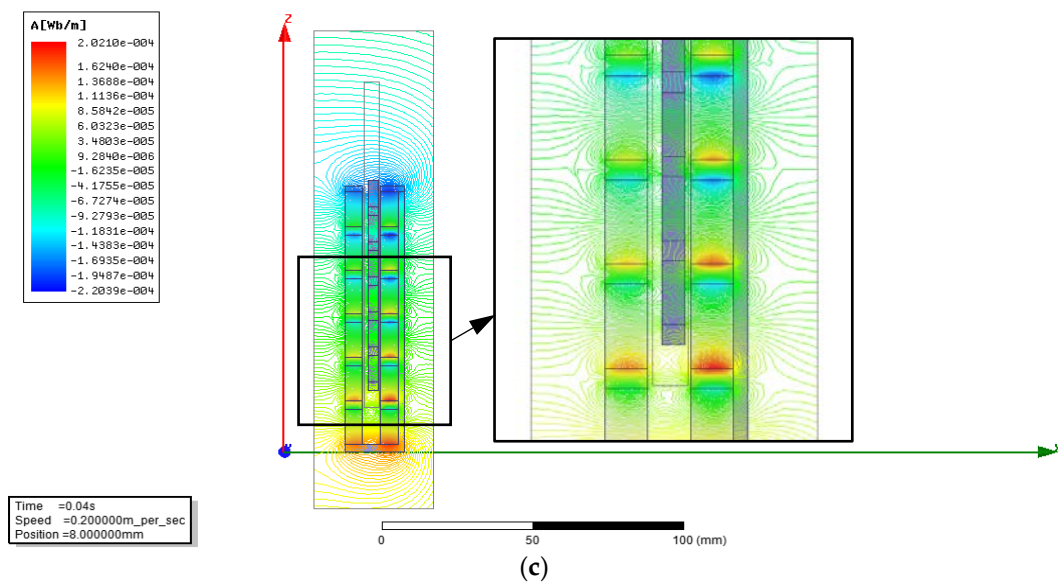 A[Wb/m]
2.0210e-004
1.6240e-004
1.3688e-004
1.1136e-004
8.5842e-005
6.0323e-005
3.4803e-005
9.2840e-006
-1.6235e-005
-4.1755e-005
-6.7274e-005
-9.2793e-005
-1.1831e-004
-1.4383e-004
-1.6935e-004
-1.9487e-004
-2.2039e-004
Z
Time =0.04s
Speed =0.200000m_per_sec
Position =8.000000mm
0 50 100 (mm)
(c)